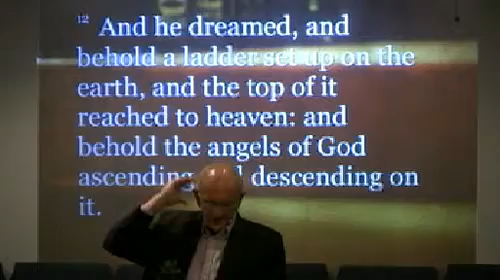 12 And he dreamed, and
behold a ladder set up on the
earth, and the top of it
reached to heaven: and
behold the angels of God
ascending descending on
it.